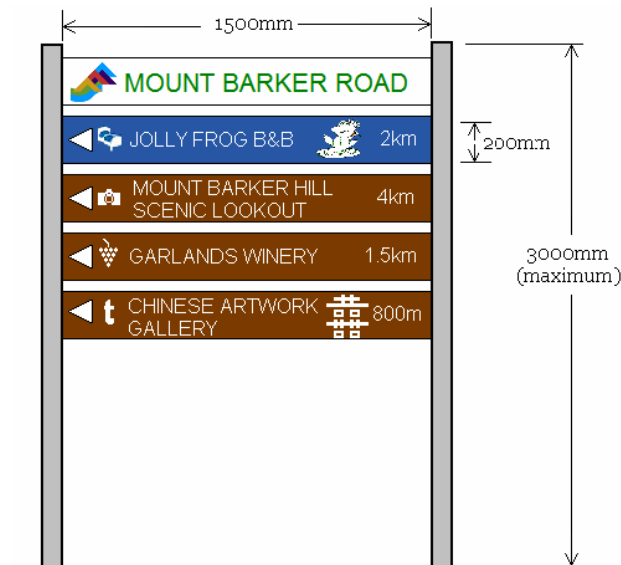 1500mm
MOUNT BARKER ROAD
JOLLY FROG B&B 2km
200mm
MOUNT BARKER HILL
SCENIC LOOKOUT 4km
GARLANDS WINERY 1.5km
3000mm
(maximum)
t CHINESE ARTWORK
GALLERY 800m